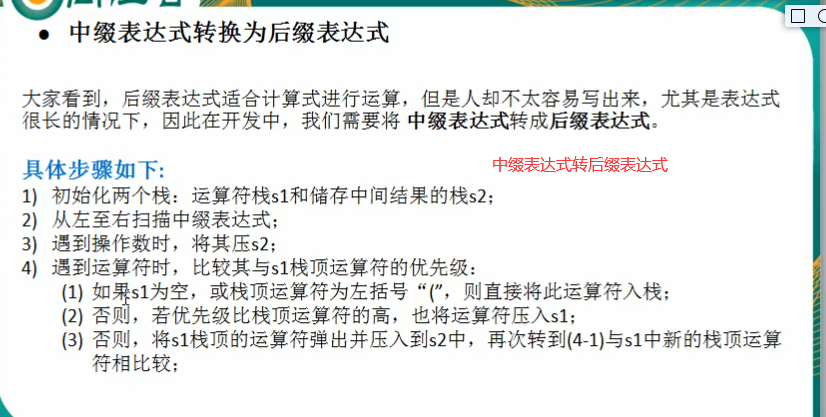 ● 中缀表达式转换为后缀表达式
大家看到，后缀表达式适合计算式进行运算，但是人却不太容易写出来，尤其是表达式
很长的情况下，因此在开发中，我们需要将 中缀表达式转成后缀表达式。
具体步骤如下:
中缀表达式转后缀表达式
1) 初始化两个栈：运算符栈s1和储存中间结果的栈s2；
2) 从左至右扫描中缀表达式；
3) 遇到操作数时，将其压s2；
4) 遇到运算符时，比较其与s1栈顶运算符的优先级：
(1) 如果s1为空，或栈顶运算符为左括号“(”，则直接将此运算符入栈；
(2) 否则，若优先级比栈顶运算符的高，也将运算符压入s1；
(3) 否则，将s1栈顶的运算符弹出并压入到s2中，再次转到(4-1)与s1中新的栈顶运算
符相比较；